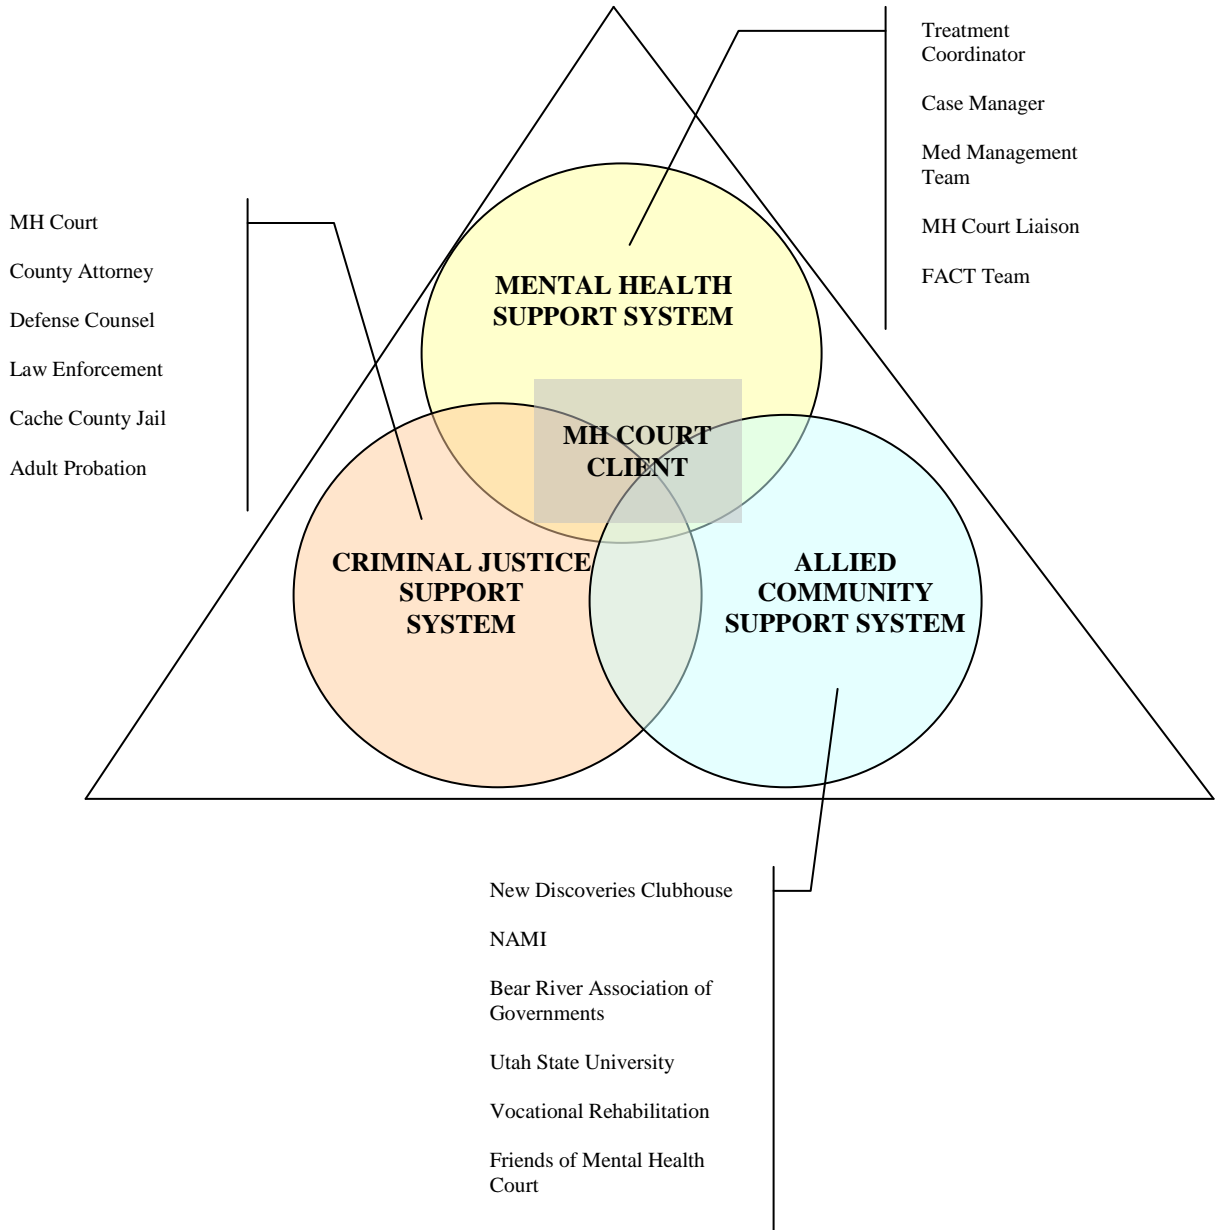 Treatment
Coordinator
Case Manager
Med Management
Team
MH Court Liaison
FACT Team
MH Court
County Attorney
Defense Counsel
Law Enforcement
Cache County Jail
Adult Probation
MENTAL HEALTH
SUPPORT SYSTEM
MH COURT
CLIENT
CRIMINAL JUSTICE
SUPPORT
SYSTEM
ALLIED
COMMUNITY
SUPPORT SYSTEM
New Discoveries Clubhouse
NAMI
Bear River Association of
Governments
Utah State University
Vocational Rehabilitation
Friends of Mental Health
Court